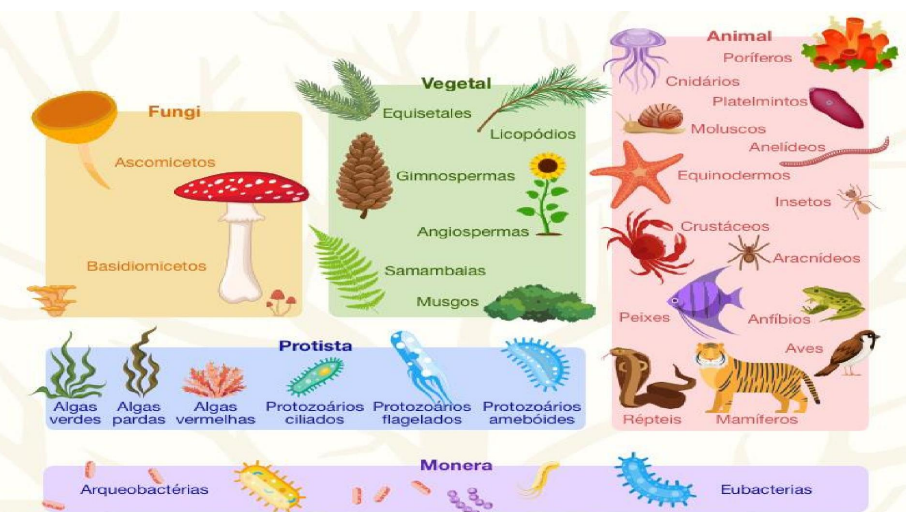 Fungi
Ascomicetos
Basidiomicetos
Vegetal
Equisetales
Licopódios
Gimnospermas
Angiospermas
Samambaias
Musgos
Animal
Poríferos
Cnidários
Platelmintos
Moluscos
Anelídeos
Equinodermos
Insetos
Crustáceos
Aracnídeos
Peixes
Anfíbios
Aves
Répteis
Mamíferos
Protista
Algas
verdes
Algas
pardas
Algas
vermelhas
Protozoários
ciliados
Protozoários
flagelados
Protozoários
amebóides
Monera
Arqueobactérias
Eubacterias